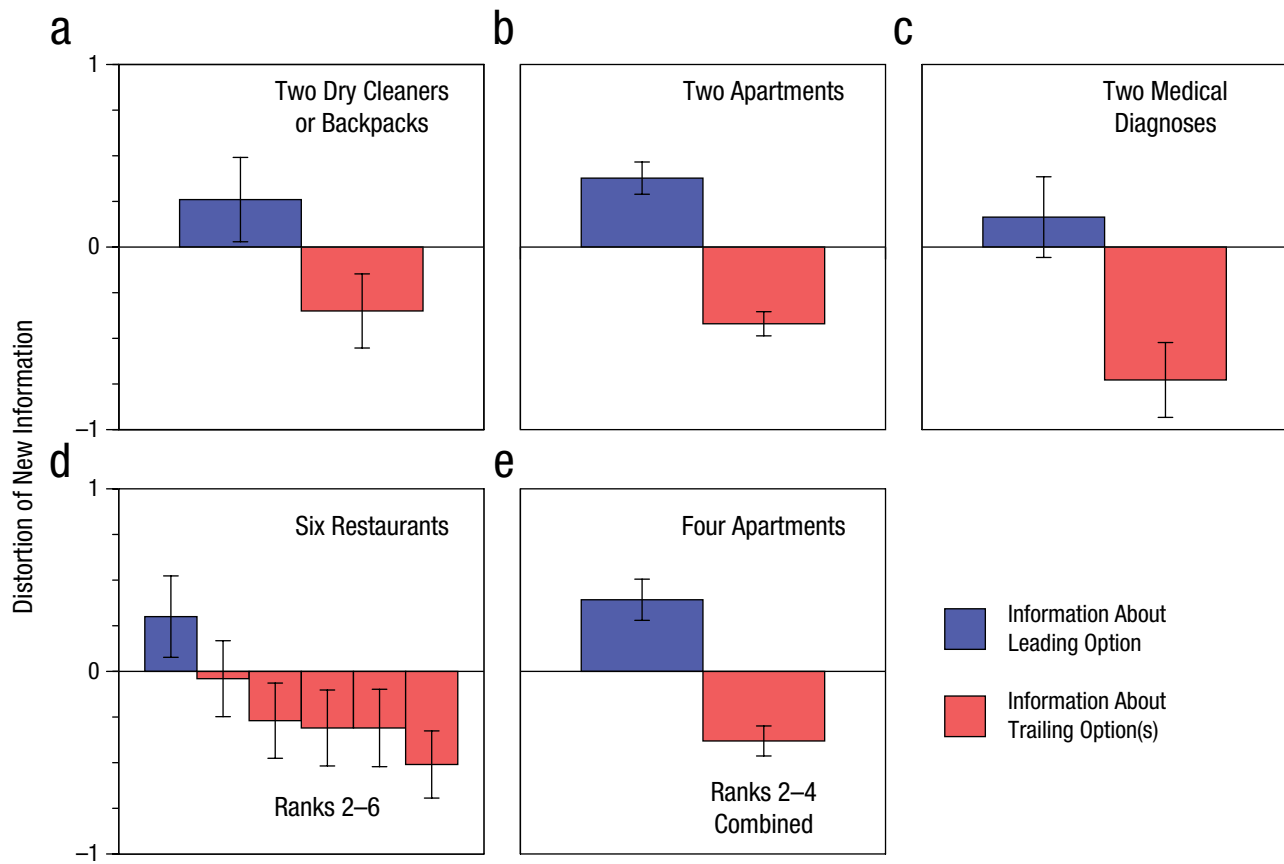 a
b
c
1
0
–1
Two Dry Cleaners
or Backpacks
Two Apartments
Two Medical
Diagnoses
Distortion of New Information
d
e
1
0
–1
Six Restaurants
Ranks 2–6
Four Apartments
Ranks 2–4
Combined
Information About
Leading Option
Information About
Trailing Option(s)